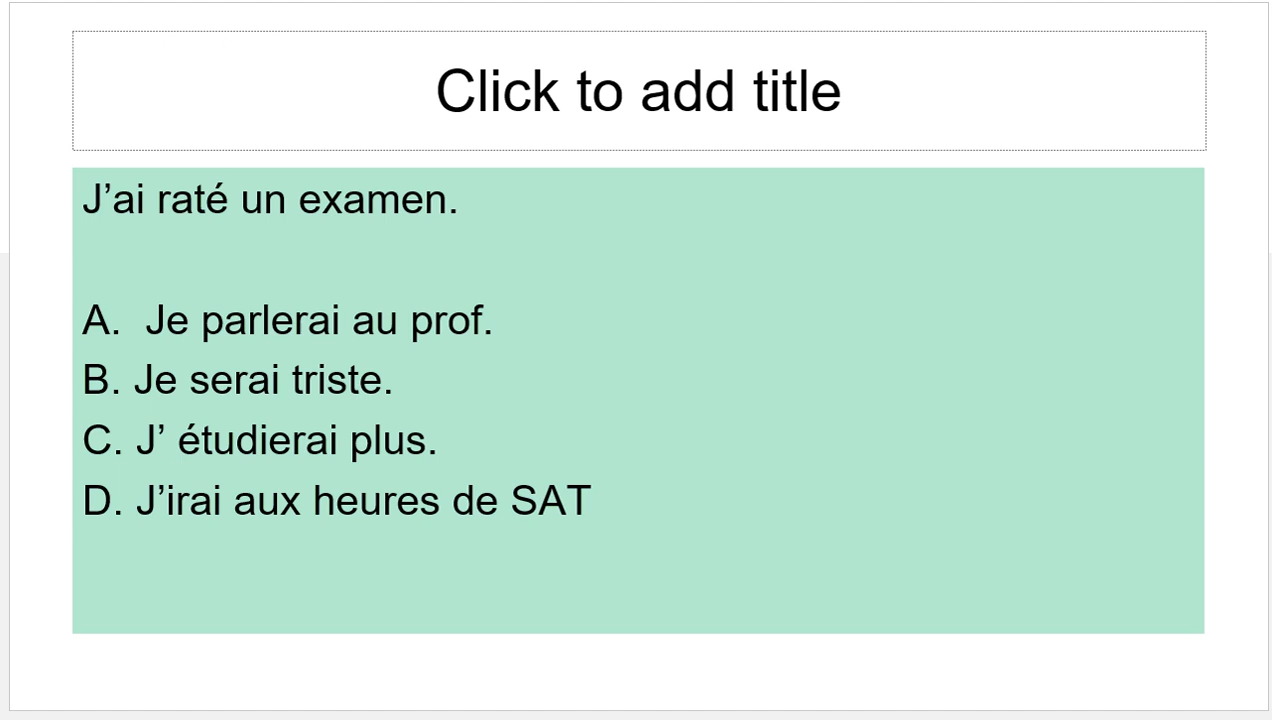 Click to add title
J’ai raté un examen.
A.  Je parlerai au prof.
B. Je serai triste.
C. J’ étudierai plus.
D. J’irai aux heures de SAT